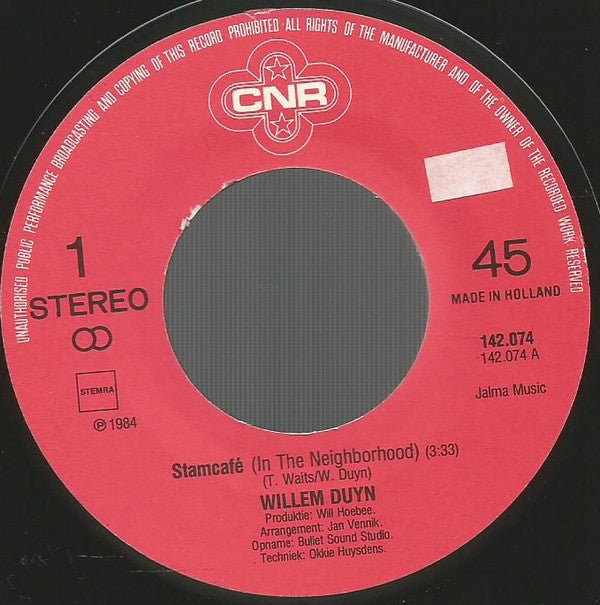 UNAUTHORISED PUBLIC PERFORMANCE BROADCASTING AND COPYING OF THIS RECORD PROHIBITED ALL RIGHTS OF THE MANUFACTURER AND OF THE OWNER OF THE RECORDED WORK RESERVED
CNR
1
STEREO
STEMRA
℗ 1984
45
MADE IN HOLLAND
142.074
142.074 A
Jalma Music
Stamcafé (In The Neighborhood) (3:33)
(T. Waits/W. Duyn)
WILLEM DUYN
Produktie: Will Hoebee.
Arrangement: Jan Vennik.
Opname: Bullet Sound Studio.
Techniek: Okkie Huysdens.